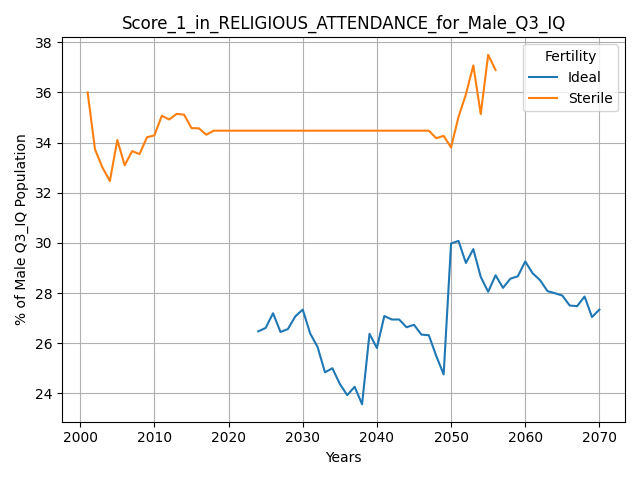 Score_1_in_RELIGIOUS_ATTENDANCE_for_Male_Q3_IQ
% of Male Q3_IQ Population
38
36
34
32
30
28
26
24
Fertility
Ideal
Sterile
2000 2010 2020 2030 2040 2050 2060 2070
Years